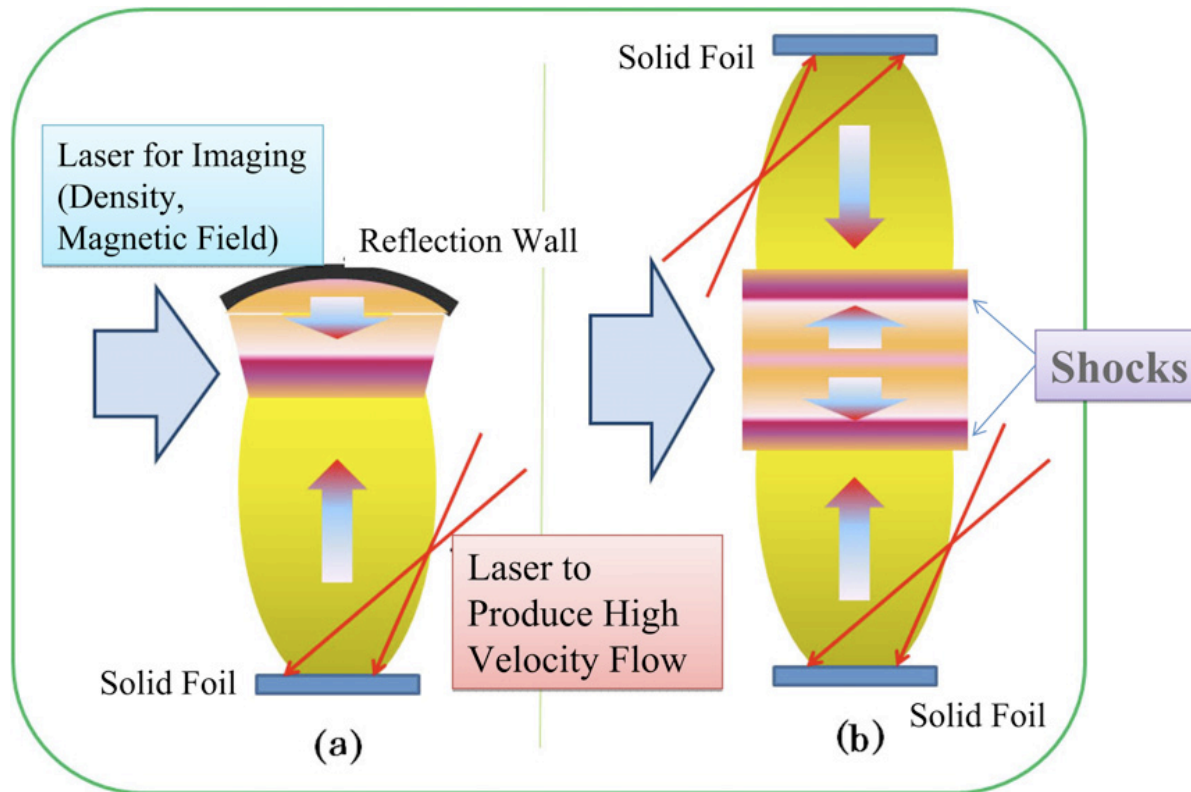 Solid Foil
Laser for Imaging
(Density,
Magnetic Field)
Reflection Wall
Shocks
Laser to
Produce High
Velocity Flow
Solid Foil
Solid Foil
(a)
(b)